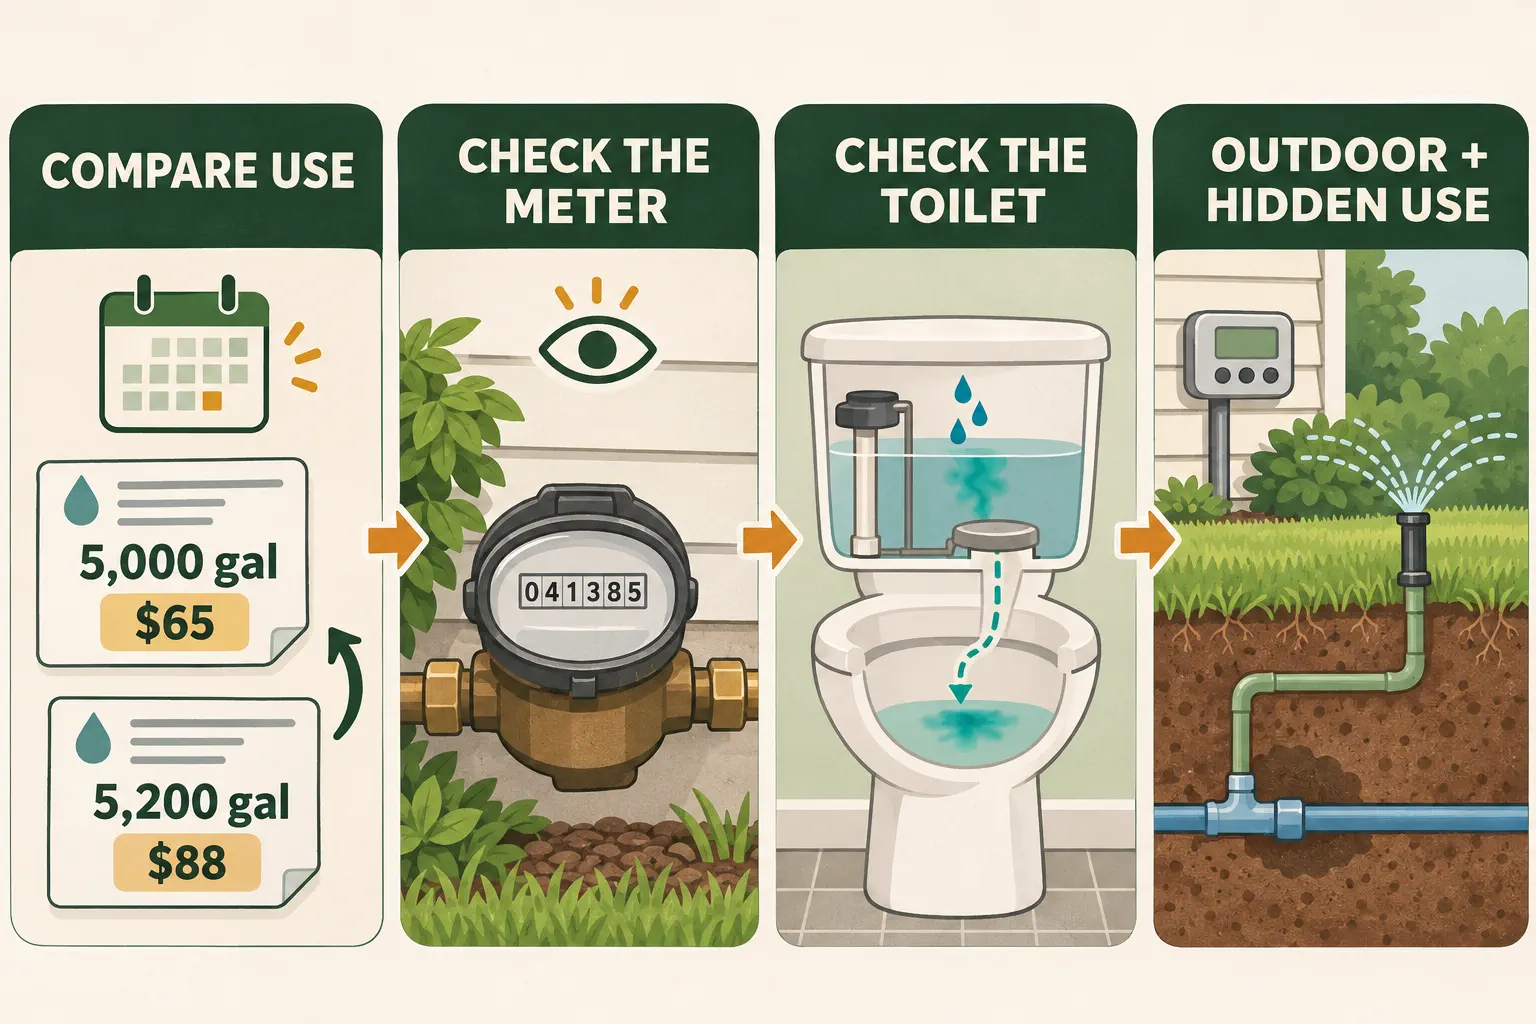 COMPARE USE
5,000 gal
$65
5,200 gal
$88
CHECK THE
METER
041385
CHECK THE
TOILET
OUTDOOR +
HIDDEN USE